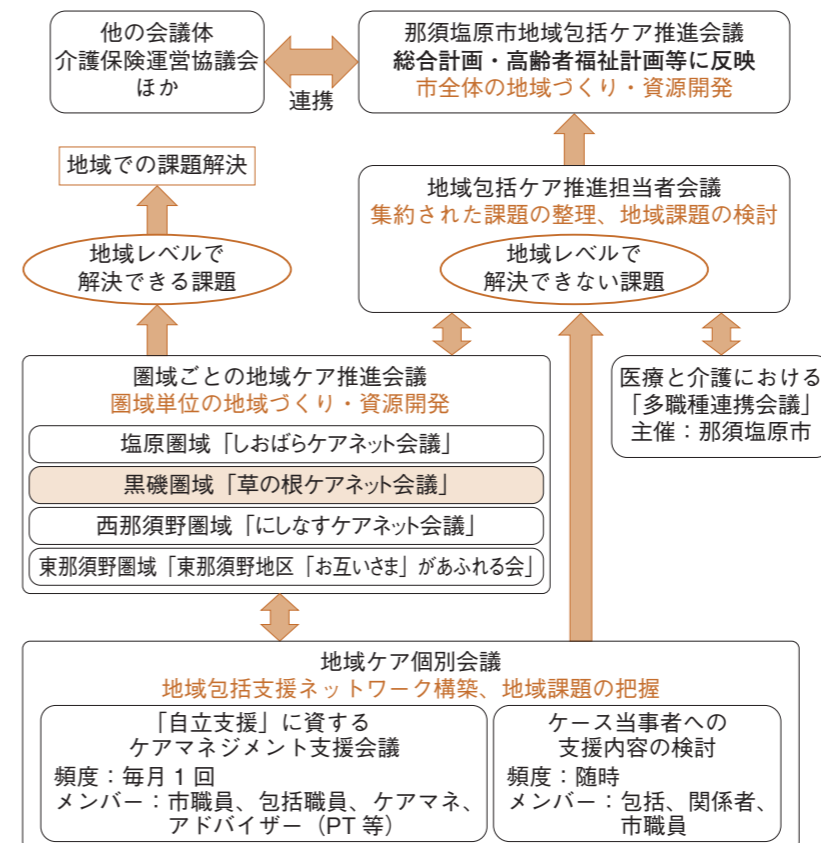 他の会議体
介護保険運営協議会
ほか
連携
那須塩原市地域包括ケア推進会議
総合計画・高齢者福祉計画等に反映
市全体の地域づくり・資源開発
地域での課題解決
地域包括ケア推進担当者会議
集約された課題の整理、地域課題の検討
地域レベルで
解決できる課題
地域レベルで
解決できない課題
圏域ごとの地域ケア推進会議
圏域単位の地域づくり・資源開発
塩原圏域「しおばらケアネット会議」
黒磯圏域「草の根ケアネット会議」
西那須野圏域「にしなすケアネット会議」
東那須野圏域「東那須野地区「お互いさま」があふれる会」
医療と介護における
「多職種連携会議」
主催：那須塩原市
地域ケア個別会議
地域包括支援ネットワーク構築、地域課題の把握
「自立支援」に資する
ケアマネジメント支援会議
頻度：毎月 1 回
メンバー：市職員、包括職員、ケアマネ、
アドバイザー（PT 等）
ケース当事者への
支援内容の検討
頻度：随時
メンバー：包括、関係者、
市職員